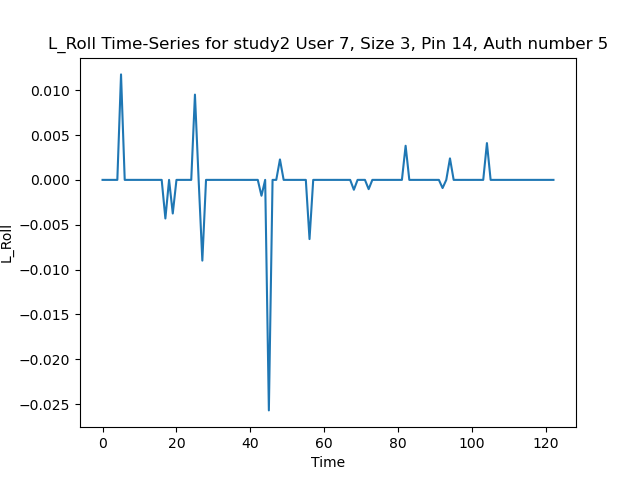 L_Roll Time-Series for study2 User 7, Size 3, Pin 14, Auth number 5
0.010
0.005
0.000
−0.005
−0.010
−0.015
−0.020
−0.025
L_Roll
0 20 40 60 80 100 120
Time